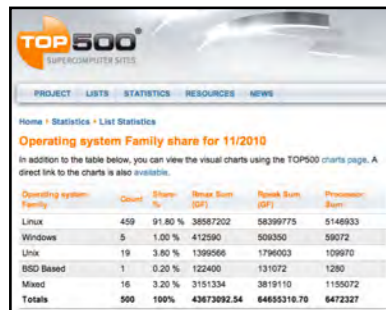 TOP500®
SUPERCOMPUTER SITES
PROJECT LISTS STATISTICS RESOURCES NEWS
Home › Statistics › List Statistics
Operating system Family share for 11/2010
In addition to the table below, you can view the visual charts using the TOP500 charts page. A
direct link to the charts is also available.
Operating system Family Count Share % Rmax Sum (GF) Rpeak Sum (GF) Processor Sum
Linux 459 91.80 % 38587202 58399775 5146933
Windows 5 1.00 % 412590 509350 59072
Unix 19 3.80 % 1399566 1796003 109970
BSD Based 1 0.20 % 122400 131072 1280
Mixed 16 3.20 % 3151334 3819110 1155072
Totals 500 100% 43673092.54 64655310.70 6472327